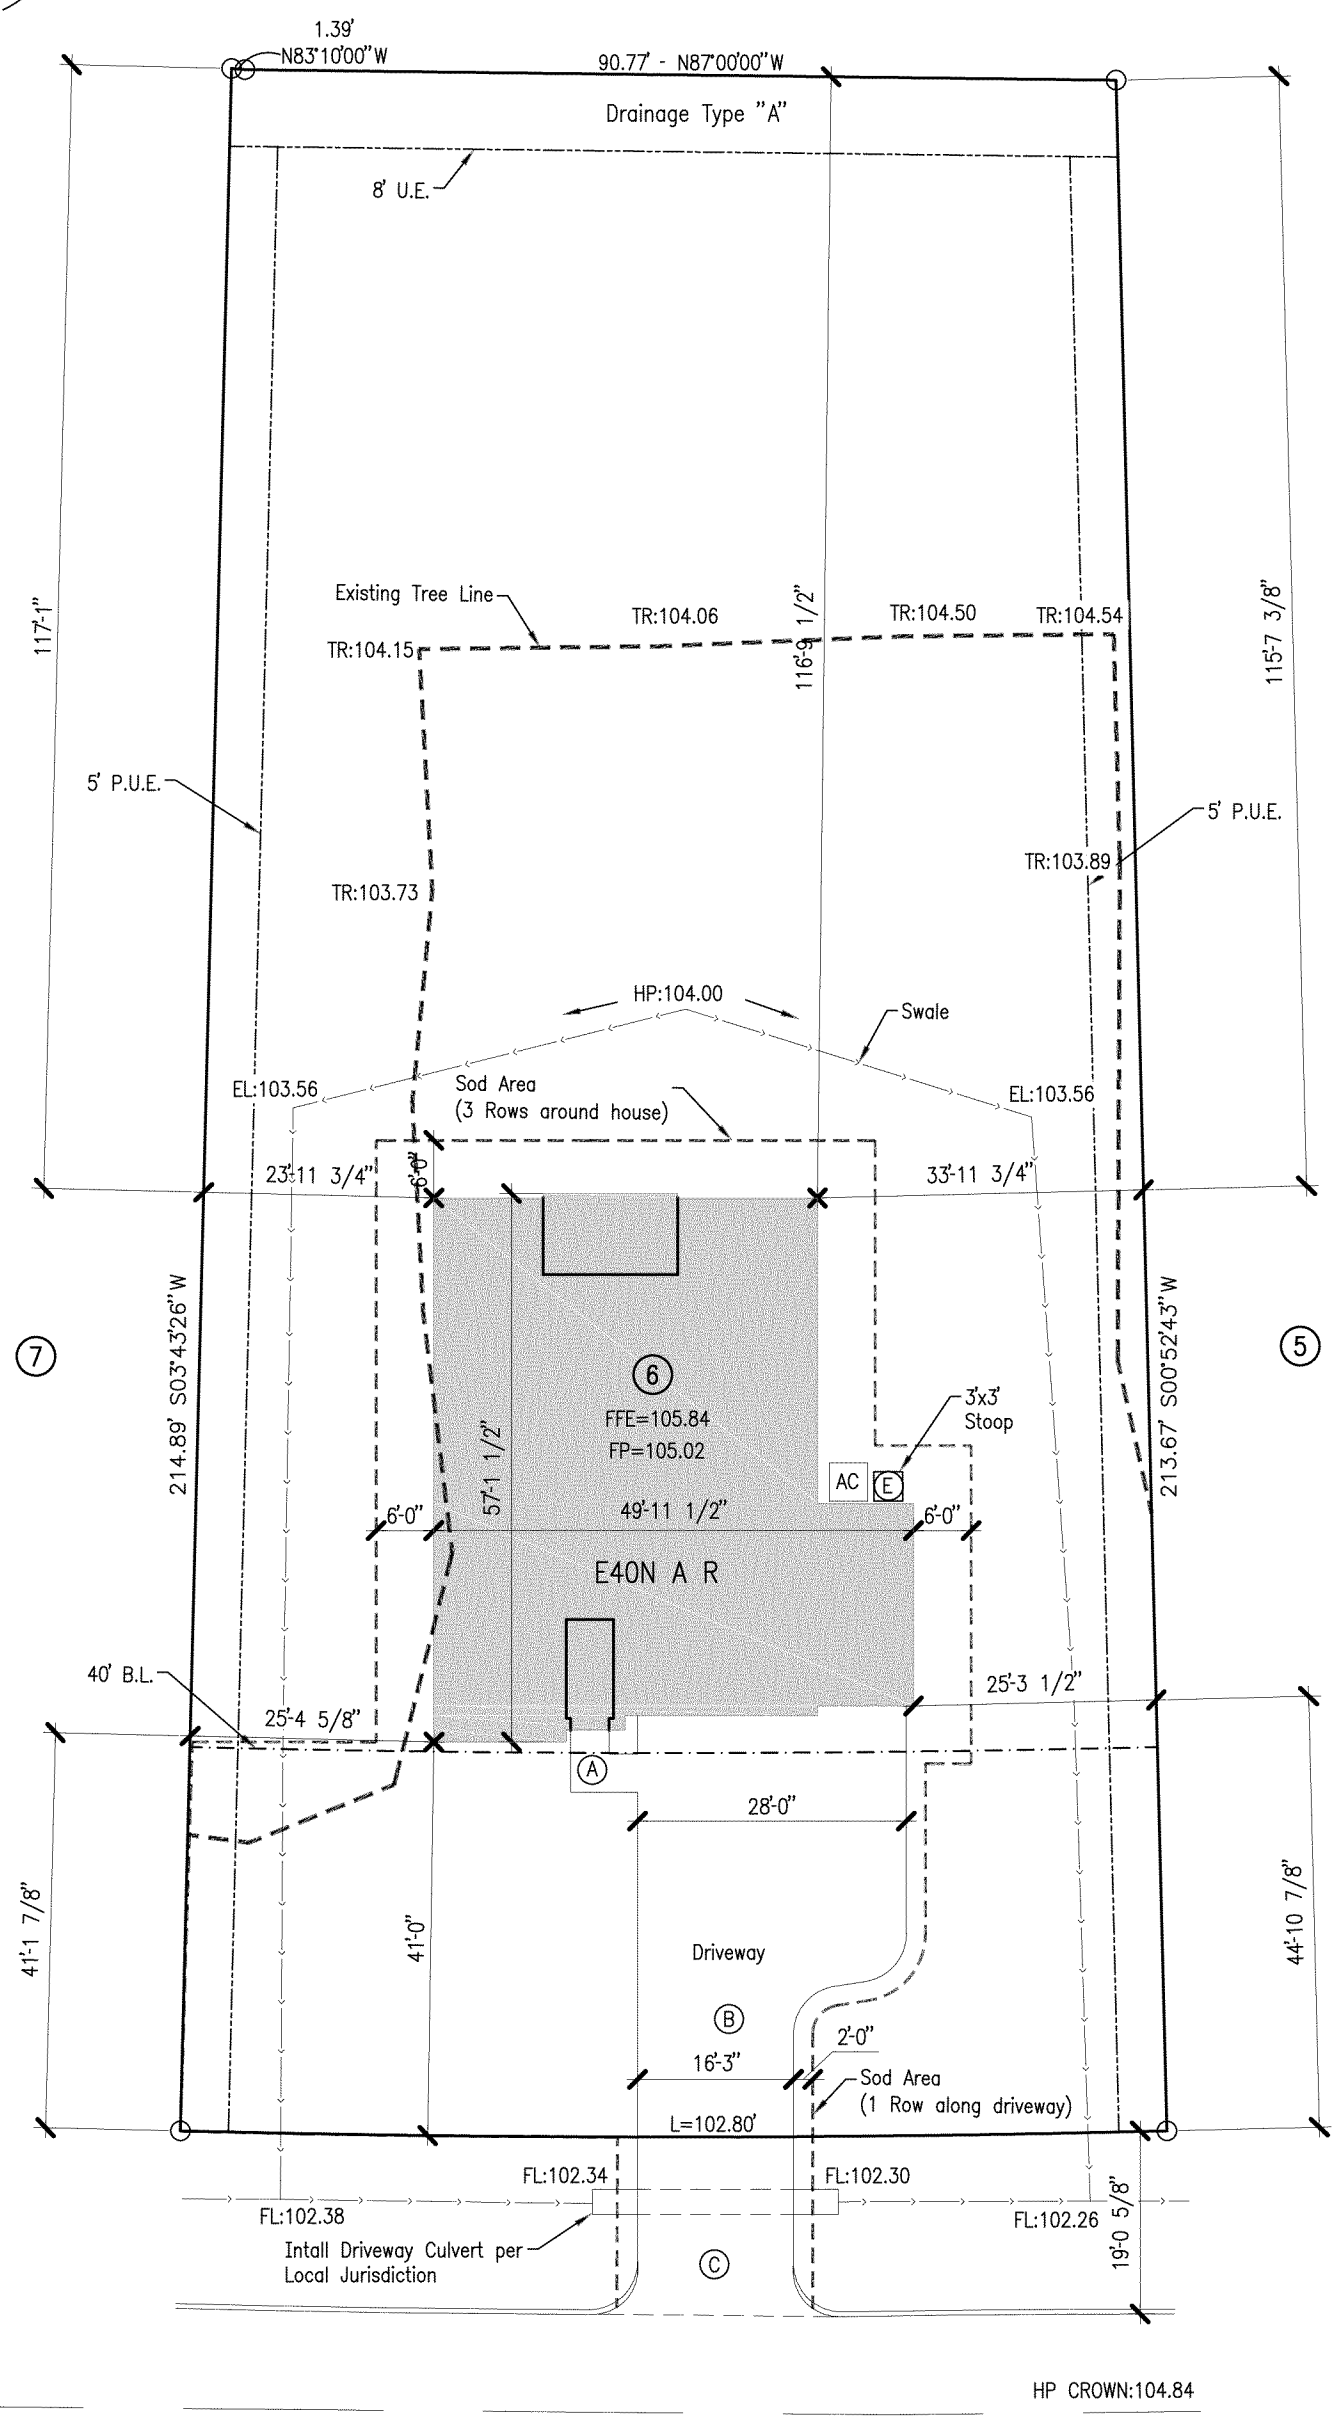 1.39'
N83°10'00"W
90.77' - N87°00'00"W
Drainage Type "A"
8' U.E.
117'-1"
Existing Tree Line
TR:104.06
TR:104.50
TR:104.54
TR:104.15
116'-9 1/2"
115'-7 3/8"
5' P.U.E.
5' P.U.E.
TR:103.89
TR:103.73
HP:104.00
Swale
EL:103.56
Sod Area
(3 Rows around house)
EL:103.56
23'-11 3/4"
6'-0"
33'-11 3/4"
214.89' S03°43'26"W
213.67' S00°52'43"W
7
5
6
FFE=105.84
FP=105.02
3'x3'
Stoop
57'-1 1/2"
AC
E
6'-0"
49'-11 1/2"
6'-0"
E40N A R
40' B.L.
25'-4 5/8"
25'-3 1/2"
A
28'-0"
41'-1 7/8"
41'-0"
44'-10 7/8"
Driveway
B
2'-0"
16'-3"
Sod Area
(1 Row along driveway)
L=102.80'
FL:102.34
FL:102.30
FL:102.38
FL:102.26
19'-0 5/8"
Intall Driveway Culvert per
Local Jurisdiction
C
HP CROWN:104.84